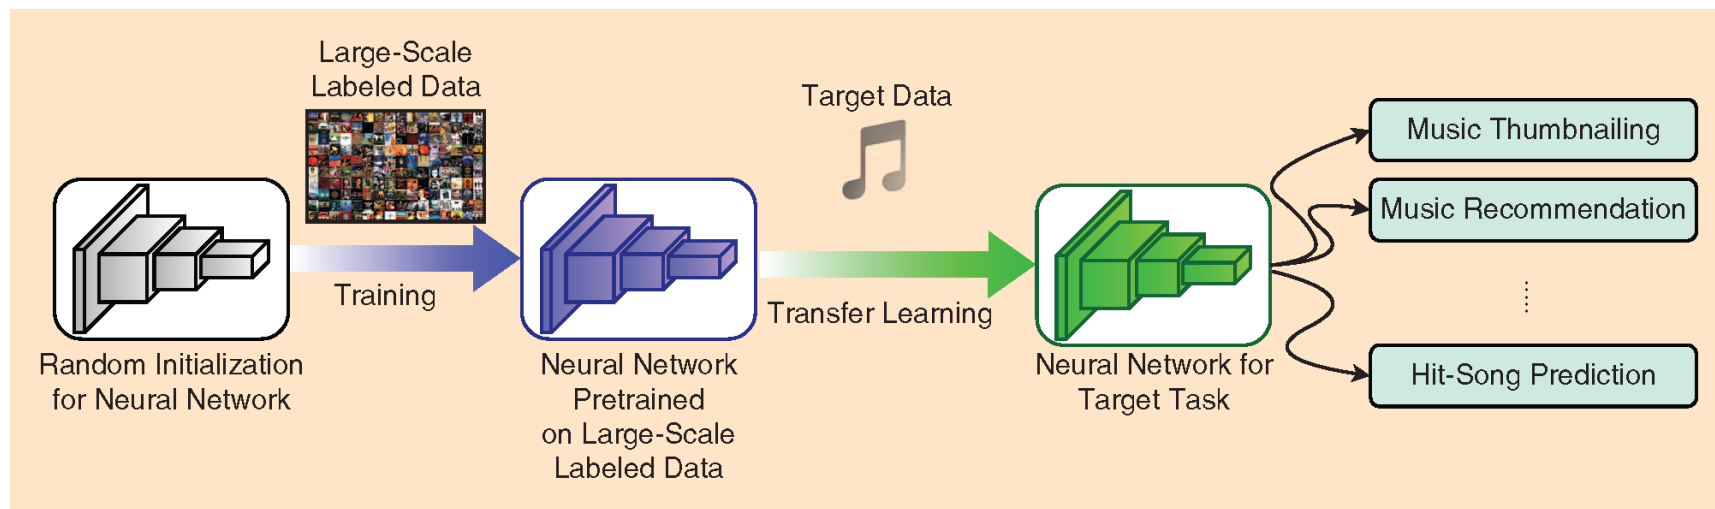 Large-Scale
Labeled Data
Target Data
Training
Transfer Learning
Random Initialization
for Neural Network
Neural Network
Pretrained
on Large-Scale
Labeled Data
Neural Network for
Target Task
Music Thumbnailing
Music Recommendation
Hit-Song Prediction